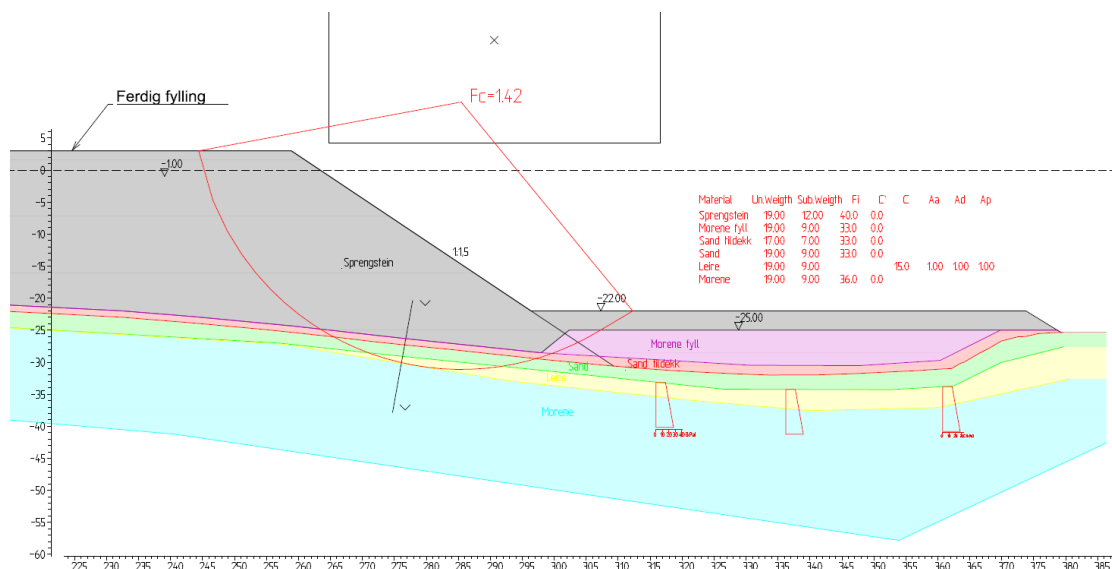 Ferdig fylling
Fc=1.42
5
0
-5
-10
-15
-20
-25
-30
-35
-40
-45
-50
-55
-60
-1.00
Material Un.Weigth Sub.Weigth Fi C' C Aa Ad Ap
Sprengstein 19.00 12.00 40.0 0.0
Morene fyll 19.00 9.00 33.0 0.0
Sand tildekk 17.00 7.00 33.0 0.0
Sand 19.00 9.00 33.0 0.0
Leire 19.00 9.00 15.0 1.00 1.00 1.00
Morene 19.00 9.00 36.0 0.0
1:1.5
Sprengstein
-22.00
-25.00
Morene fyll
Sand tildekk
Sand
Leire
Morene
225 230 235 240 245 250 255 260 265 270 275 280 285 290 295 300 305 310 315 320 325 330 335 340 345 350 355 360 365 370 375 380 385